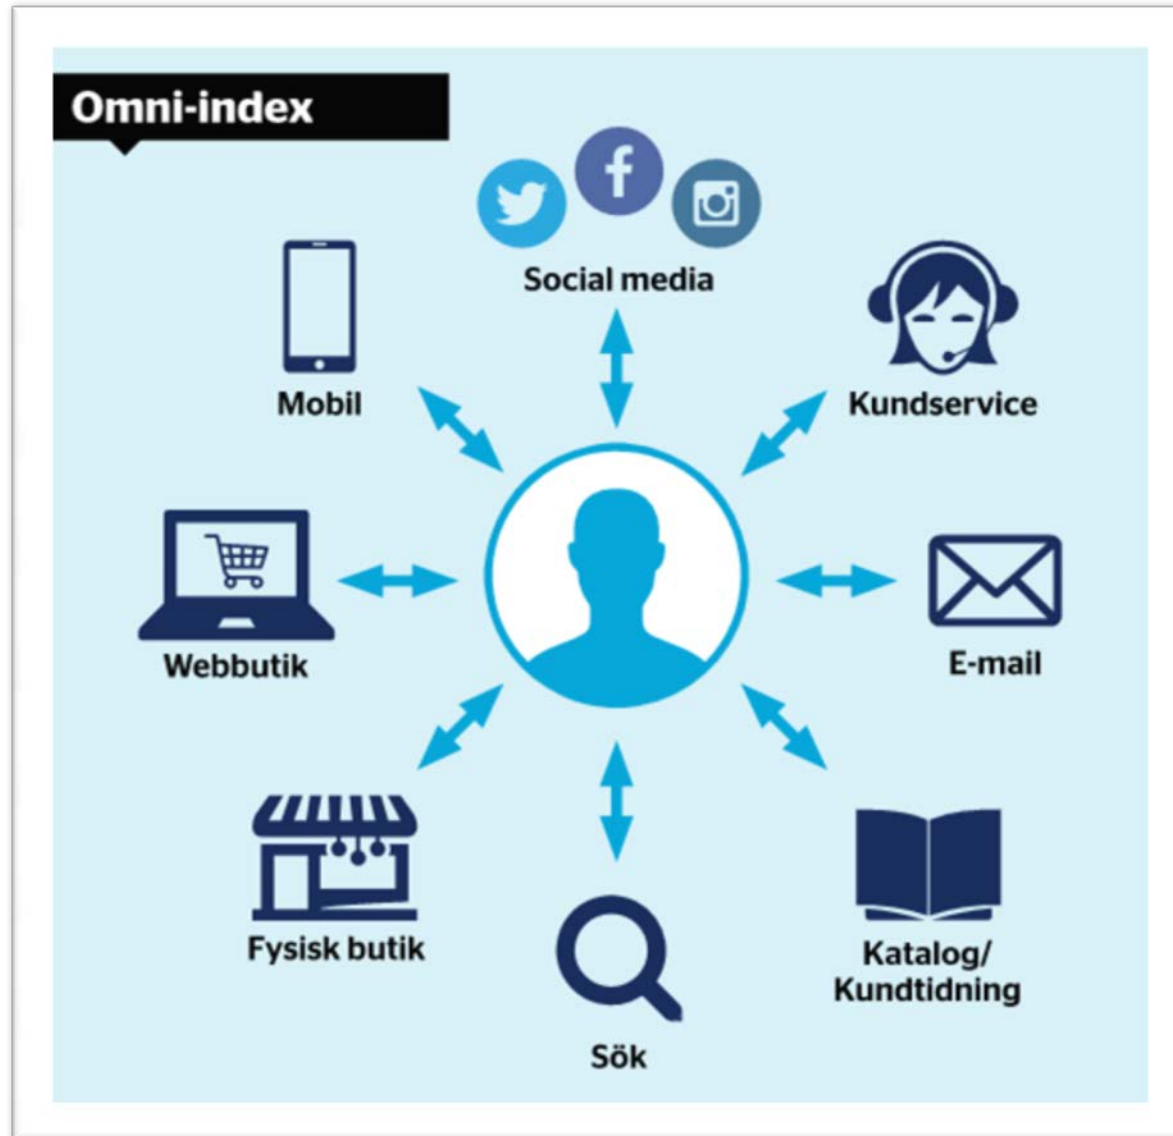 Omni-index
Social media
Mobil
Kundservice
Webbutik
E-mail
Fysisk butik
Katalog/
Kundtidning
Sök